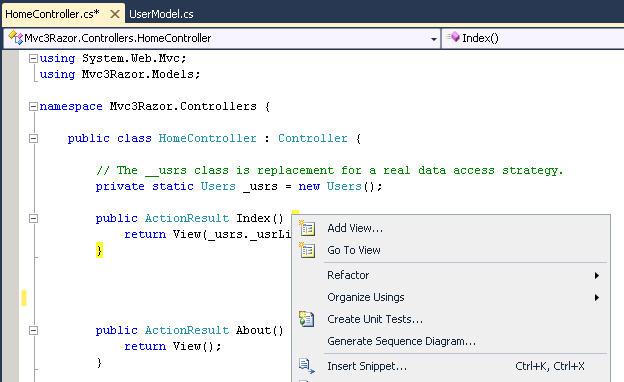 HomeController.cs* UserModel.cs
Mvc3Razor.Controllers.HomeController Index()
using System.Web.Mvc;
using Mvc3Razor.Models;
namespace Mvc3Razor.Controllers {
public class HomeController : Controller {
// The __usrs class is replacement for a real data access strategy.
private static Users _usrs = new Users();
public ActionResult Index()
return View(_usrs._usrLi
}
Add View...
Go To View
Refactor
Organize Usings
Create Unit Tests...
Generate Sequence Diagram...
Insert Snippet... Ctrl+K, Ctrl+X
public ActionResult About()
return View();
}